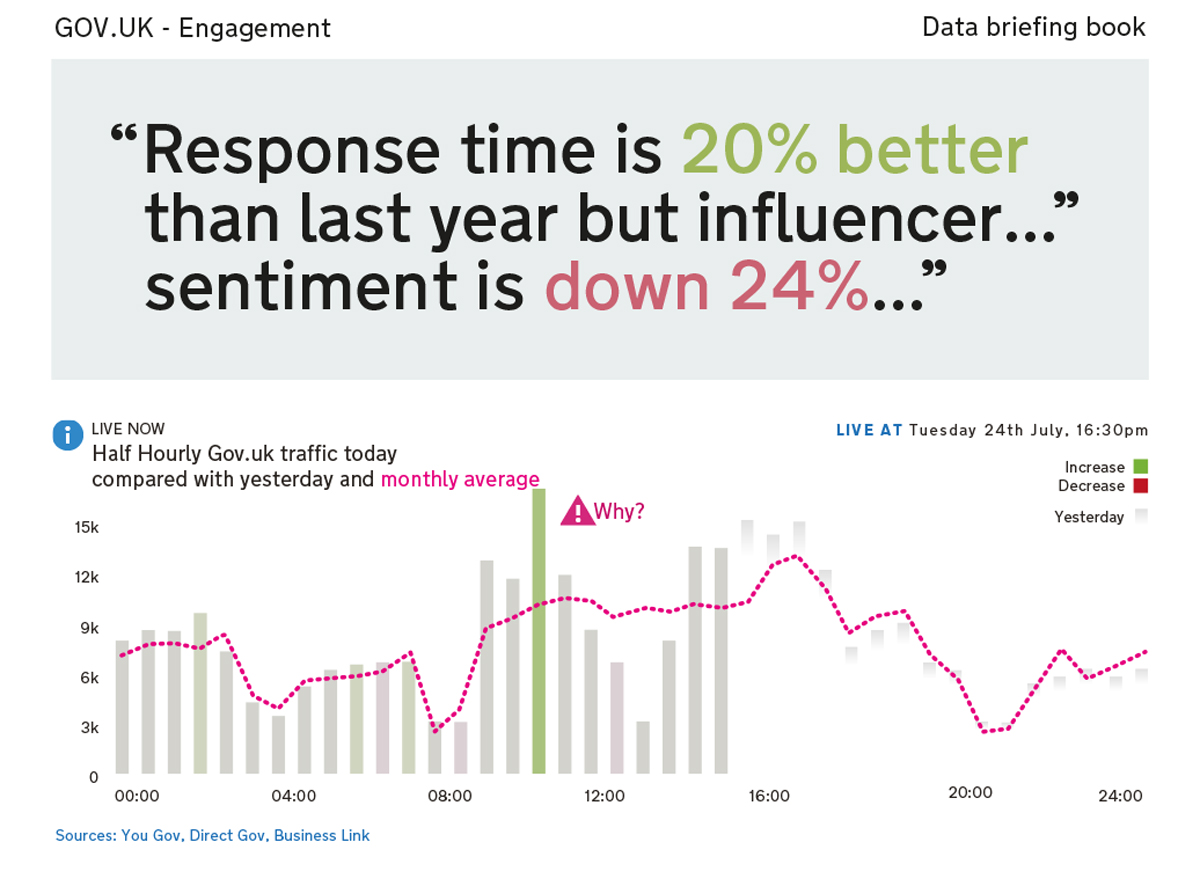 GOV.UK - Engagement
Data briefing book
“Response time is 20% better
than last year but influencer...”
sentiment is down 24%...”
LIVE NOW
Half Hourly Gov.uk traffic today
compared with yesterday and monthly average
LIVE AT Tuesday 24th July, 16:30pm
Increase
Decrease
Yesterday
Why?
15k
12k
9k
6k
3k
0
00:00 04:00 08:00 12:00 16:00 20:00 24:00
Sources: You Gov, Direct Gov, Business Link